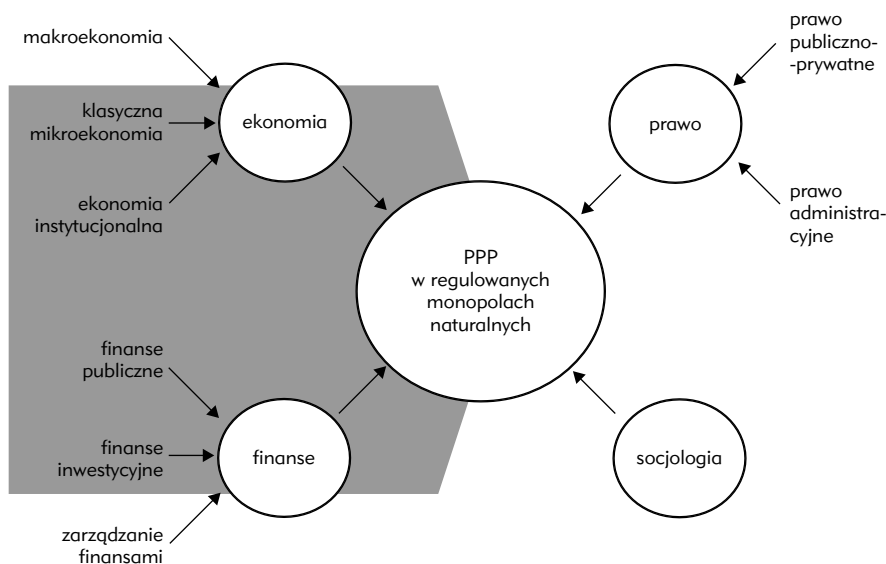 makroekonomia
klasyczna
mikroekonomia
ekonomia
instytucjonalna
ekonomia
prawo
publiczno-
-prywatne
prawo
prawo
administra-
cyjne
PPP
w regulowanych
monopolach
naturalnych
finanse
publiczne
finanse
inwestycyjne
zarządzanie
finansami
finanse
socjologia